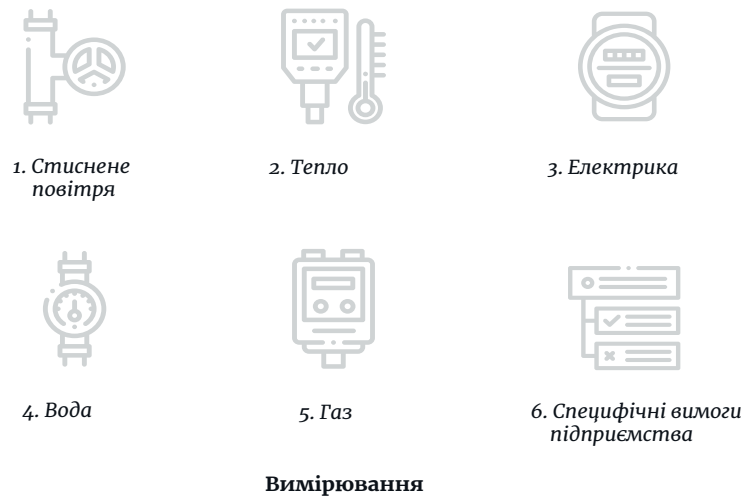 1. Стиснене
повітря
2. Тепло
3. Електрика
4. Вода
5. Газ
6. Специфічні вимоги
підприємства
Вимірювання